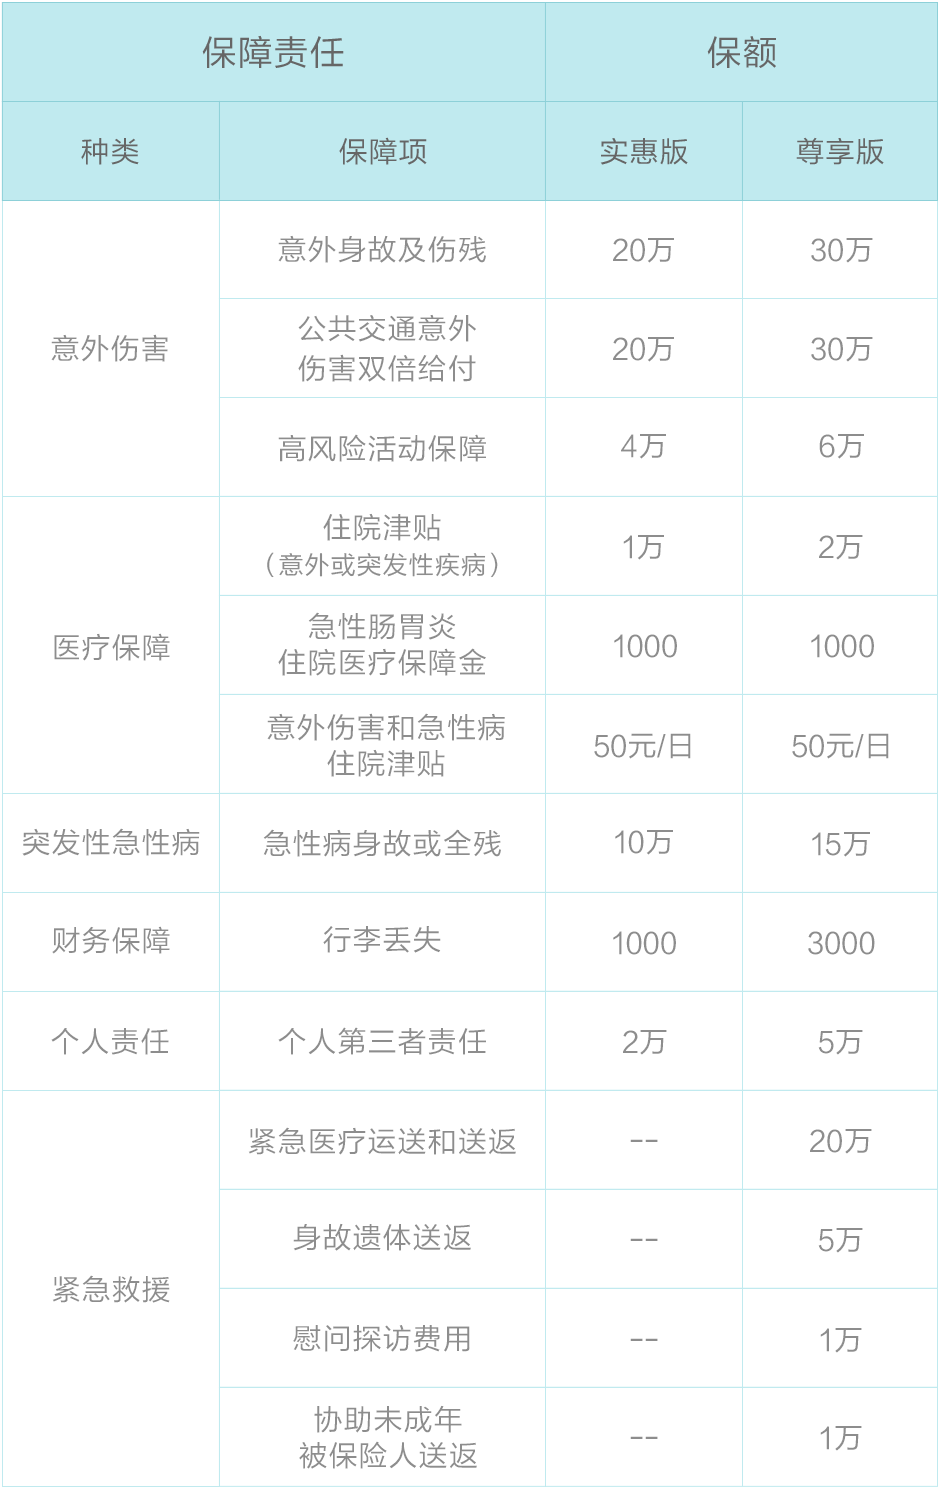 保障责任 保额
种类 保障项 实惠版 尊享版
意外伤害
意外身故及伤残 20万 30万
公共交通意外
伤害双倍给付
20万 30万
高风险活动保障 4万 6万
医疗保障
住院津贴
（意外或突发性疾病）
1万 2万
急性肠胃炎
住院医疗保障金
1000 1000
意外伤害和急性病
住院津贴
50元/日 50元/日
突发性急性病 急性病身故或全残 10万 15万
财务保障 行李丢失 1000 3000
个人责任 个人第三者责任 2万 5万
紧急救援
紧急医疗运送和送返 -- 20万
身故遗体送返 -- 5万
慰问探访费用 -- 1万
协助未成年
被保险人送返
-- 1万